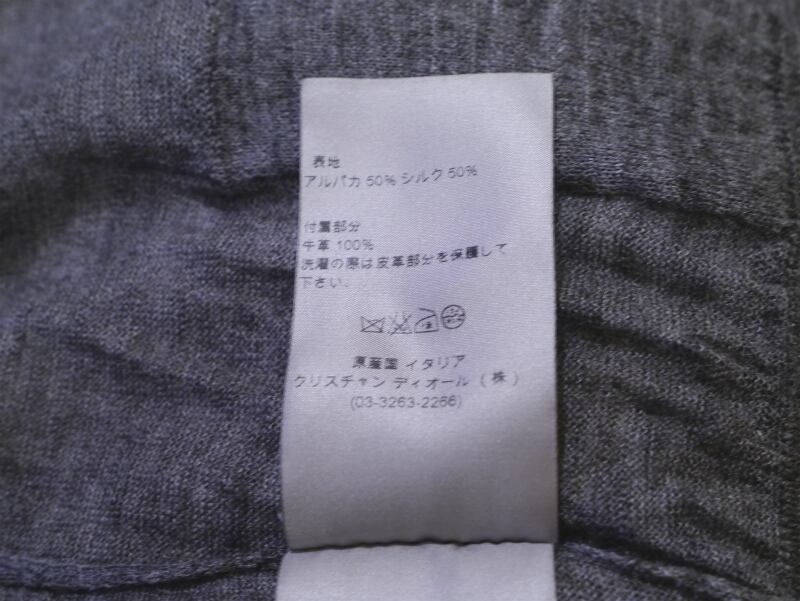 表地
アルパカ 50% シルク 50%
付属部分
牛革 100%
洗濯の際は皮革部分を保護して
下さい.
原産国 イタリア
クリスチャン ディオール (株)
(03-3263-2266)